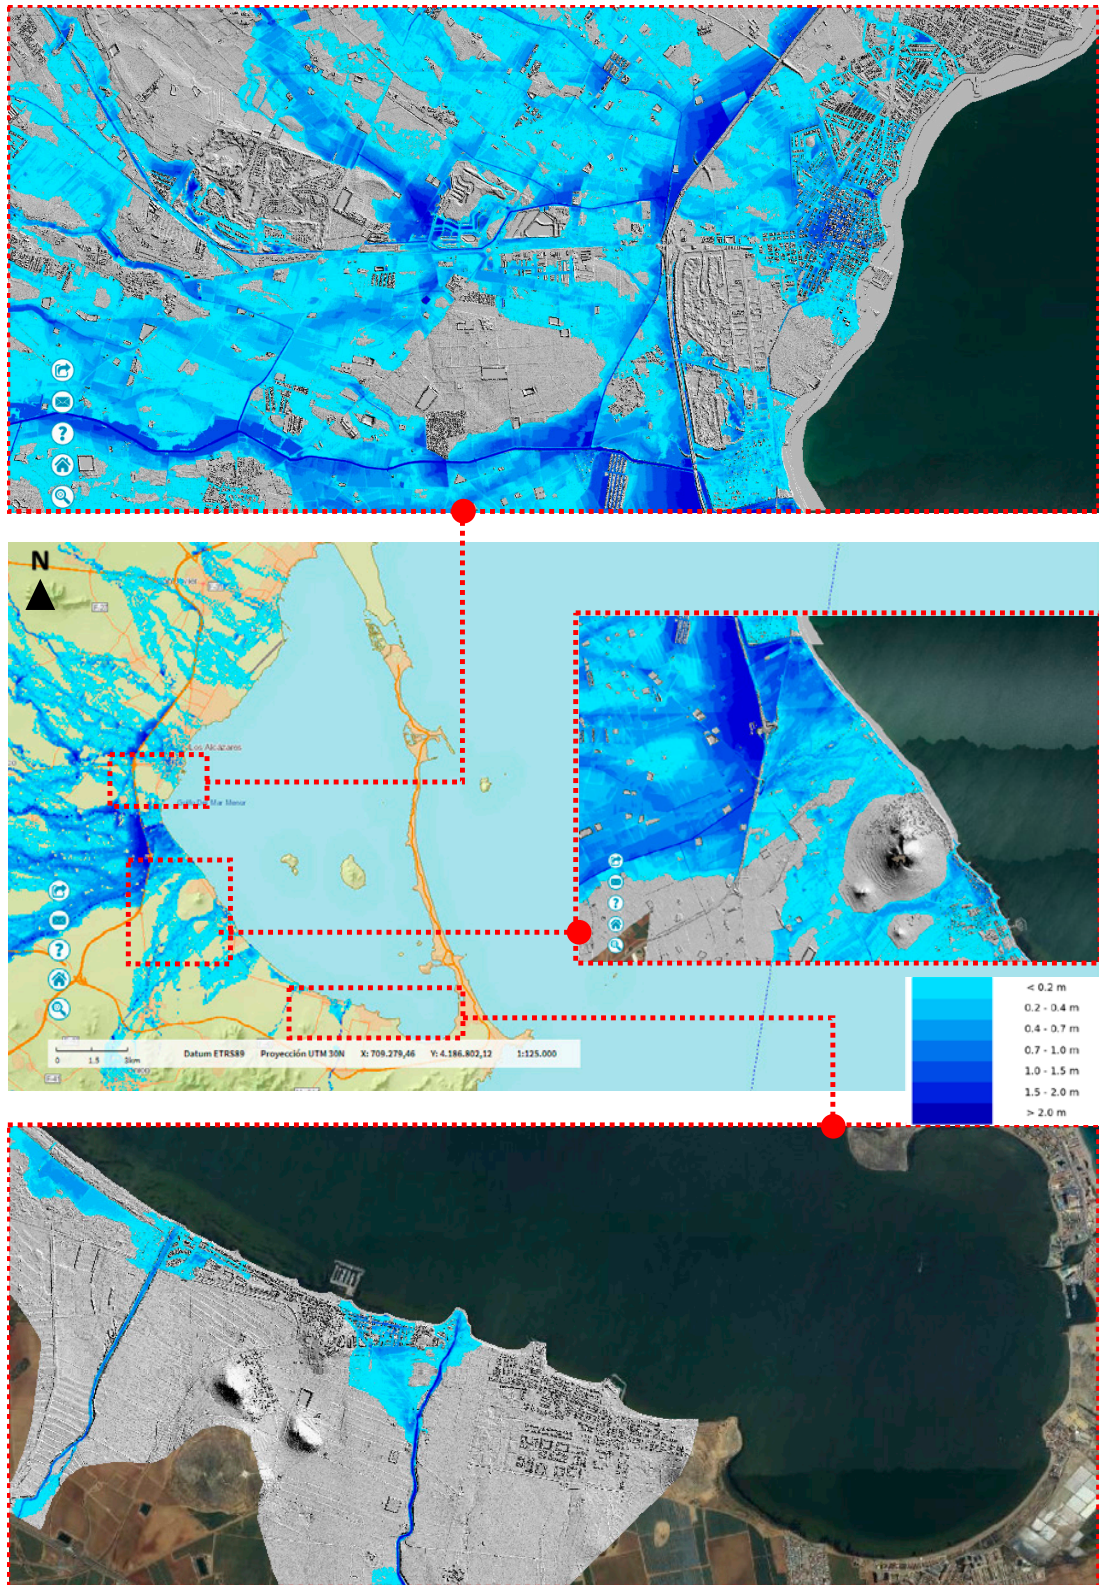 ?
N
Los Alcázares
Mar Menor
?
?
0 1.5 3km
Datum ETRS89 Proyección UTM 30N X: 709.279,46 Y: 4.186.802,12 1:125.000
< 0.2 m
0.2 - 0.4 m
0.4 - 0.7 m
0.7 - 1.0 m
1.0 - 1.5 m
1.5 - 2.0 m
> 2.0 m